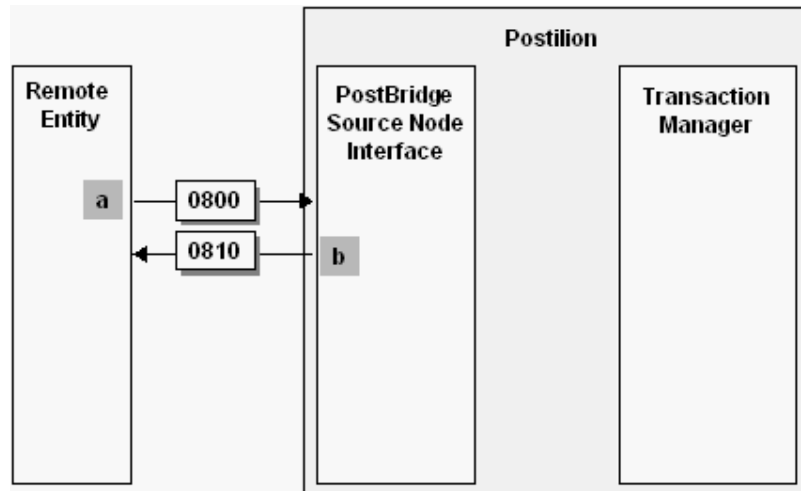 Postilion
Remote
Entity
PostBridge
Source Node
Interface
Transaction
Manager
a
0800
0810
b